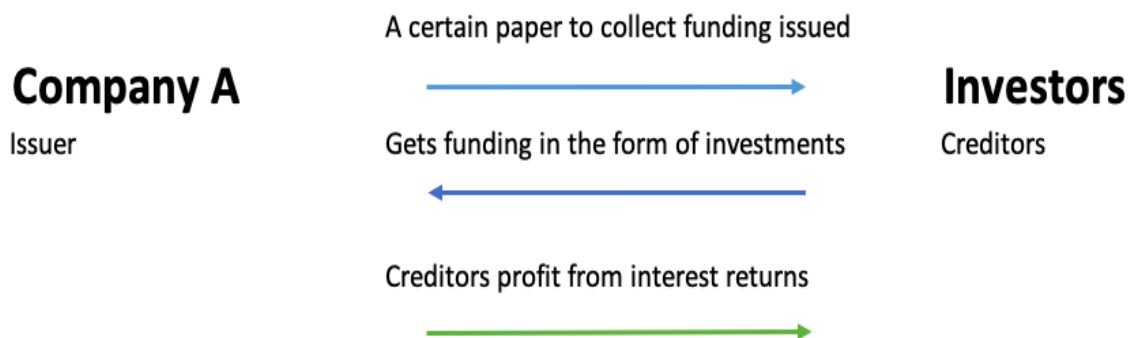 A certain paper to collect funding issued
Company A
Investors
Issuer
Gets funding in the form of investments
Creditors
Creditors profit from interest returns